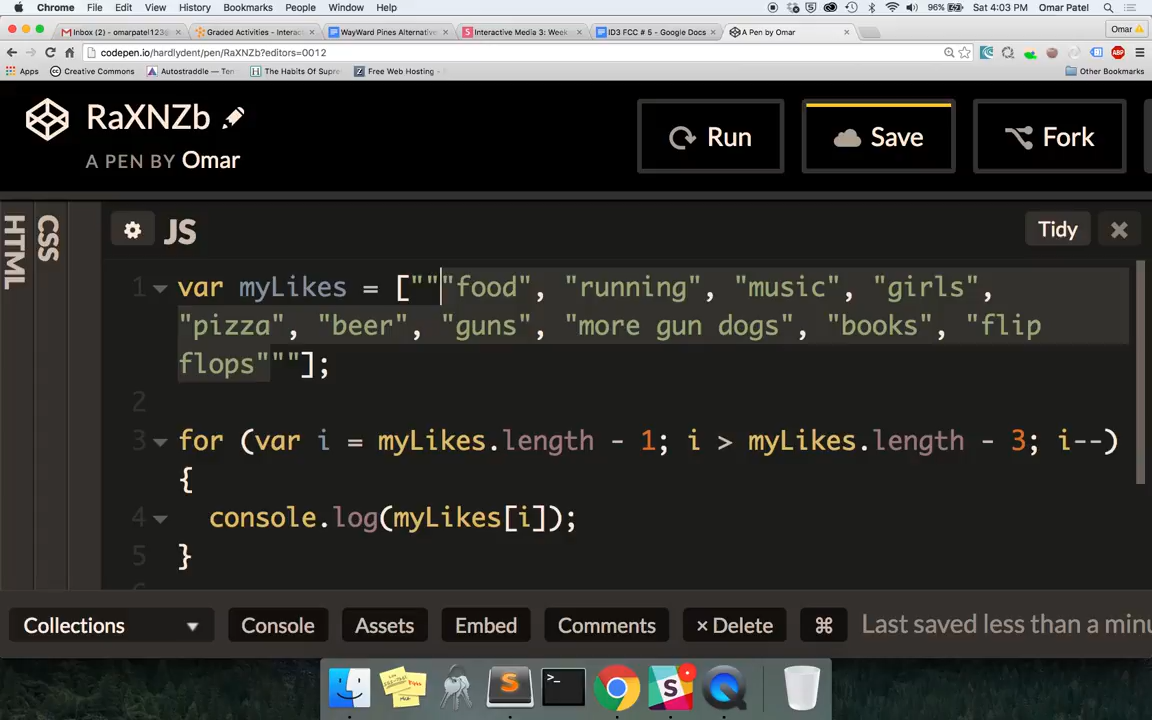 Chrome File Edit View History Bookmarks People Window Help 96% Sat 4:03 PM Omar Patel
Inbox (2) - omarpatel123@ Graded Activities - Interac WayWard Pines Alternativ Interactive Media 3: Week ID3 FCC # 5 - Google Docs A Pen by Omar Omar
codepen.io/hardlydent/pen/RaXNZb?editors=0012
Apps Creative Commons Autostraddle — Ten The Habits Of Supre Free Web Hosting Other Bookmarks
RaXNZb
A PEN BY Omar
Run Save Fork
HTML
CSS
JS Tidy
1 var myLikes = ["""food", "running", "music", "girls",
"pizza", "beer", "guns", "more gun dogs", "books", "flip
flops"""];
2
3 for (var i = myLikes.length - 1; i > myLikes.length - 3; i--)
{
4 console.log(myLikes[i]);
5 }
Collections Console Assets Embed Comments × Delete ⌘ Last saved less than a minu